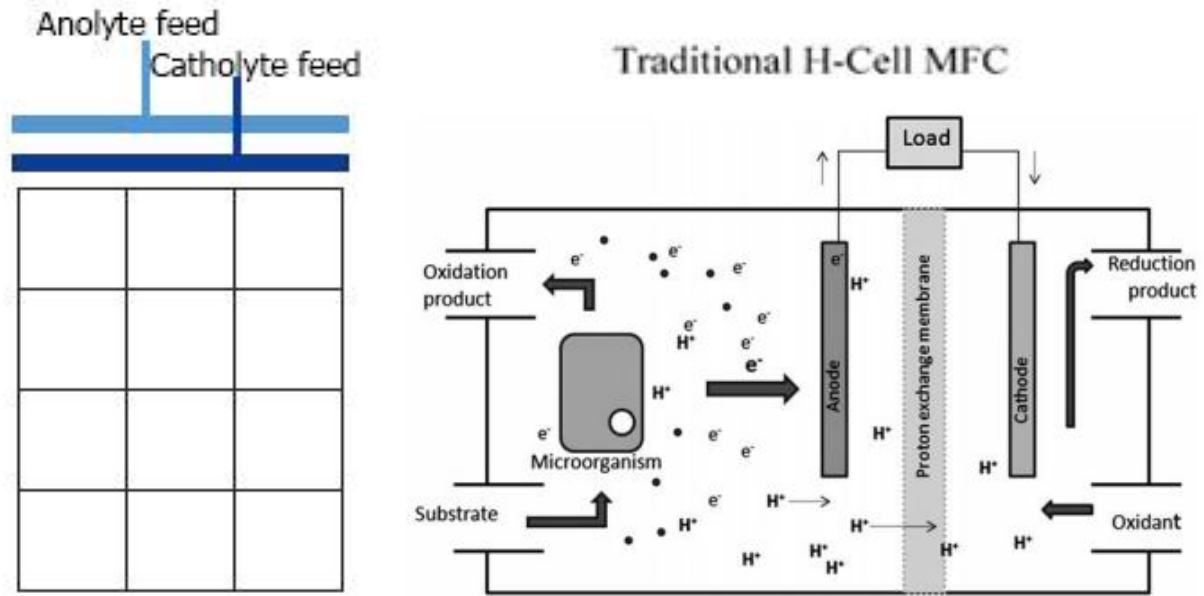 Anolyte feed
Catholyte feed
Traditional H-Cell MFC
Load
Oxidation
product
e⁻
e⁻
e⁻
e⁻
H⁺
Reduction
product
e⁻
e⁻
H⁺
e⁻
e⁻
H⁺
Anode
Proton exchange membrane
Cathode
e⁻
Microorganism
e⁻
e⁻
H⁺
H⁺
Substrate
e⁻
H⁺
H⁺
H⁺
Oxidant
H⁺
H⁺
H⁺
H⁺
H⁺